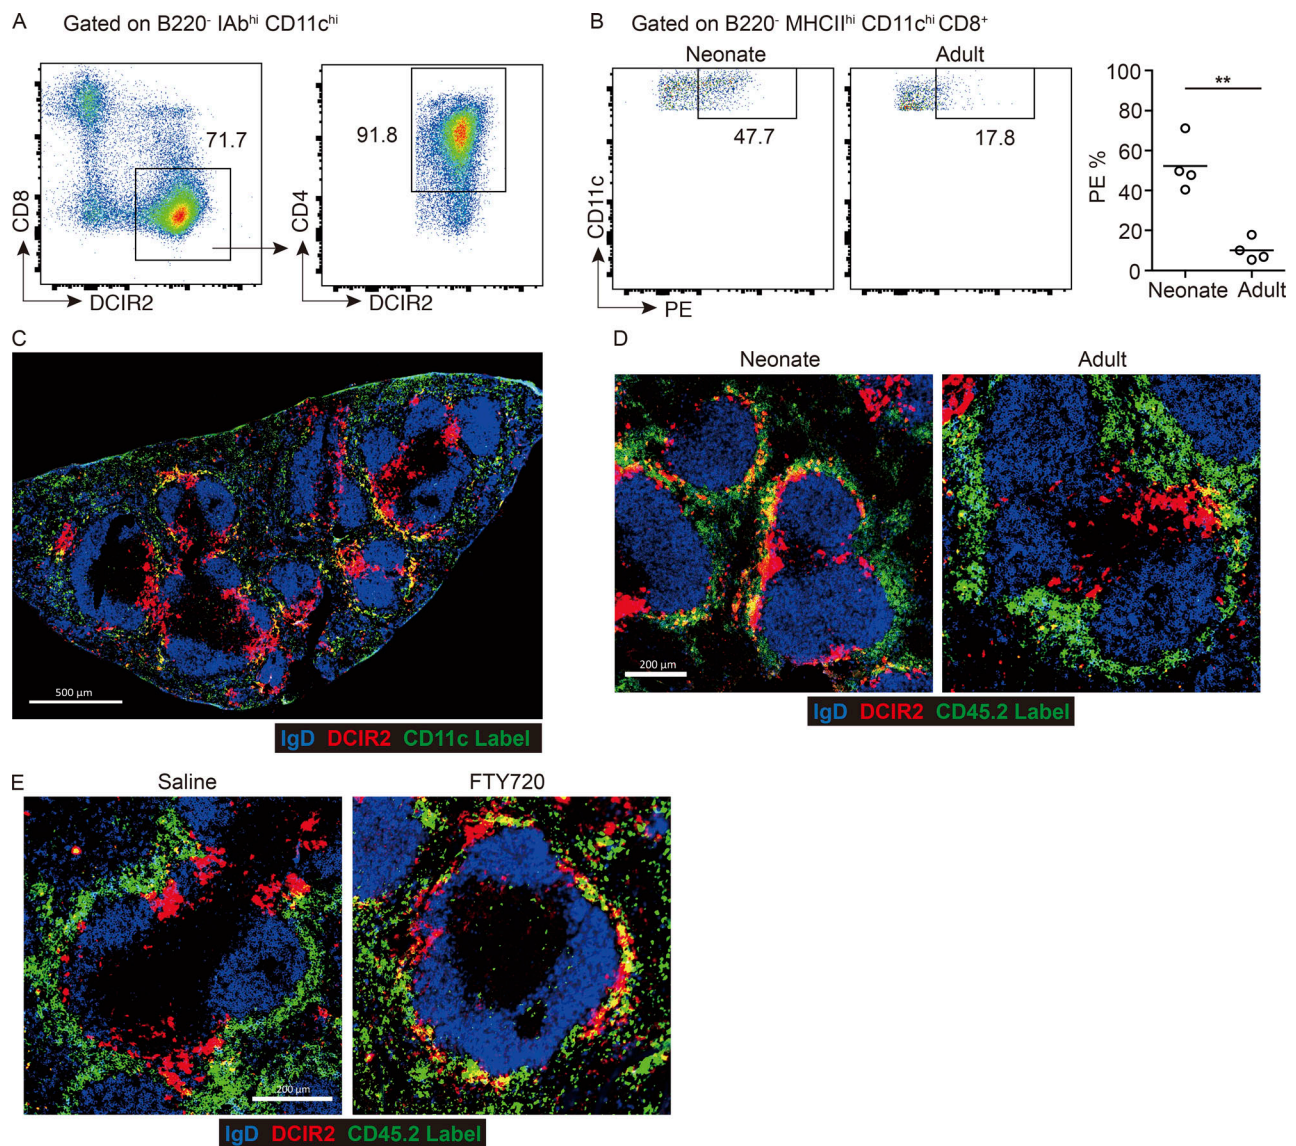 A Gated on B220⁻ IAbʰⁱ CD11cʰⁱ
71.7
CD8
DCIR2
91.8
CD4
DCIR2
B Gated on B220⁻ MHCIIʰⁱ CD11cʰⁱ CD8⁺
Neonate Adult
47.7
17.8
CD11c
PE
100
80
60
40
20
0
PE %
**
Neonate Adult
C
500 µm
IgD DCIR2 CD11c Label
D
Neonate Adult
200 µm
IgD DCIR2 CD45.2 Label
E
Saline FTY720
200 µm
IgD DCIR2 CD45.2 Label